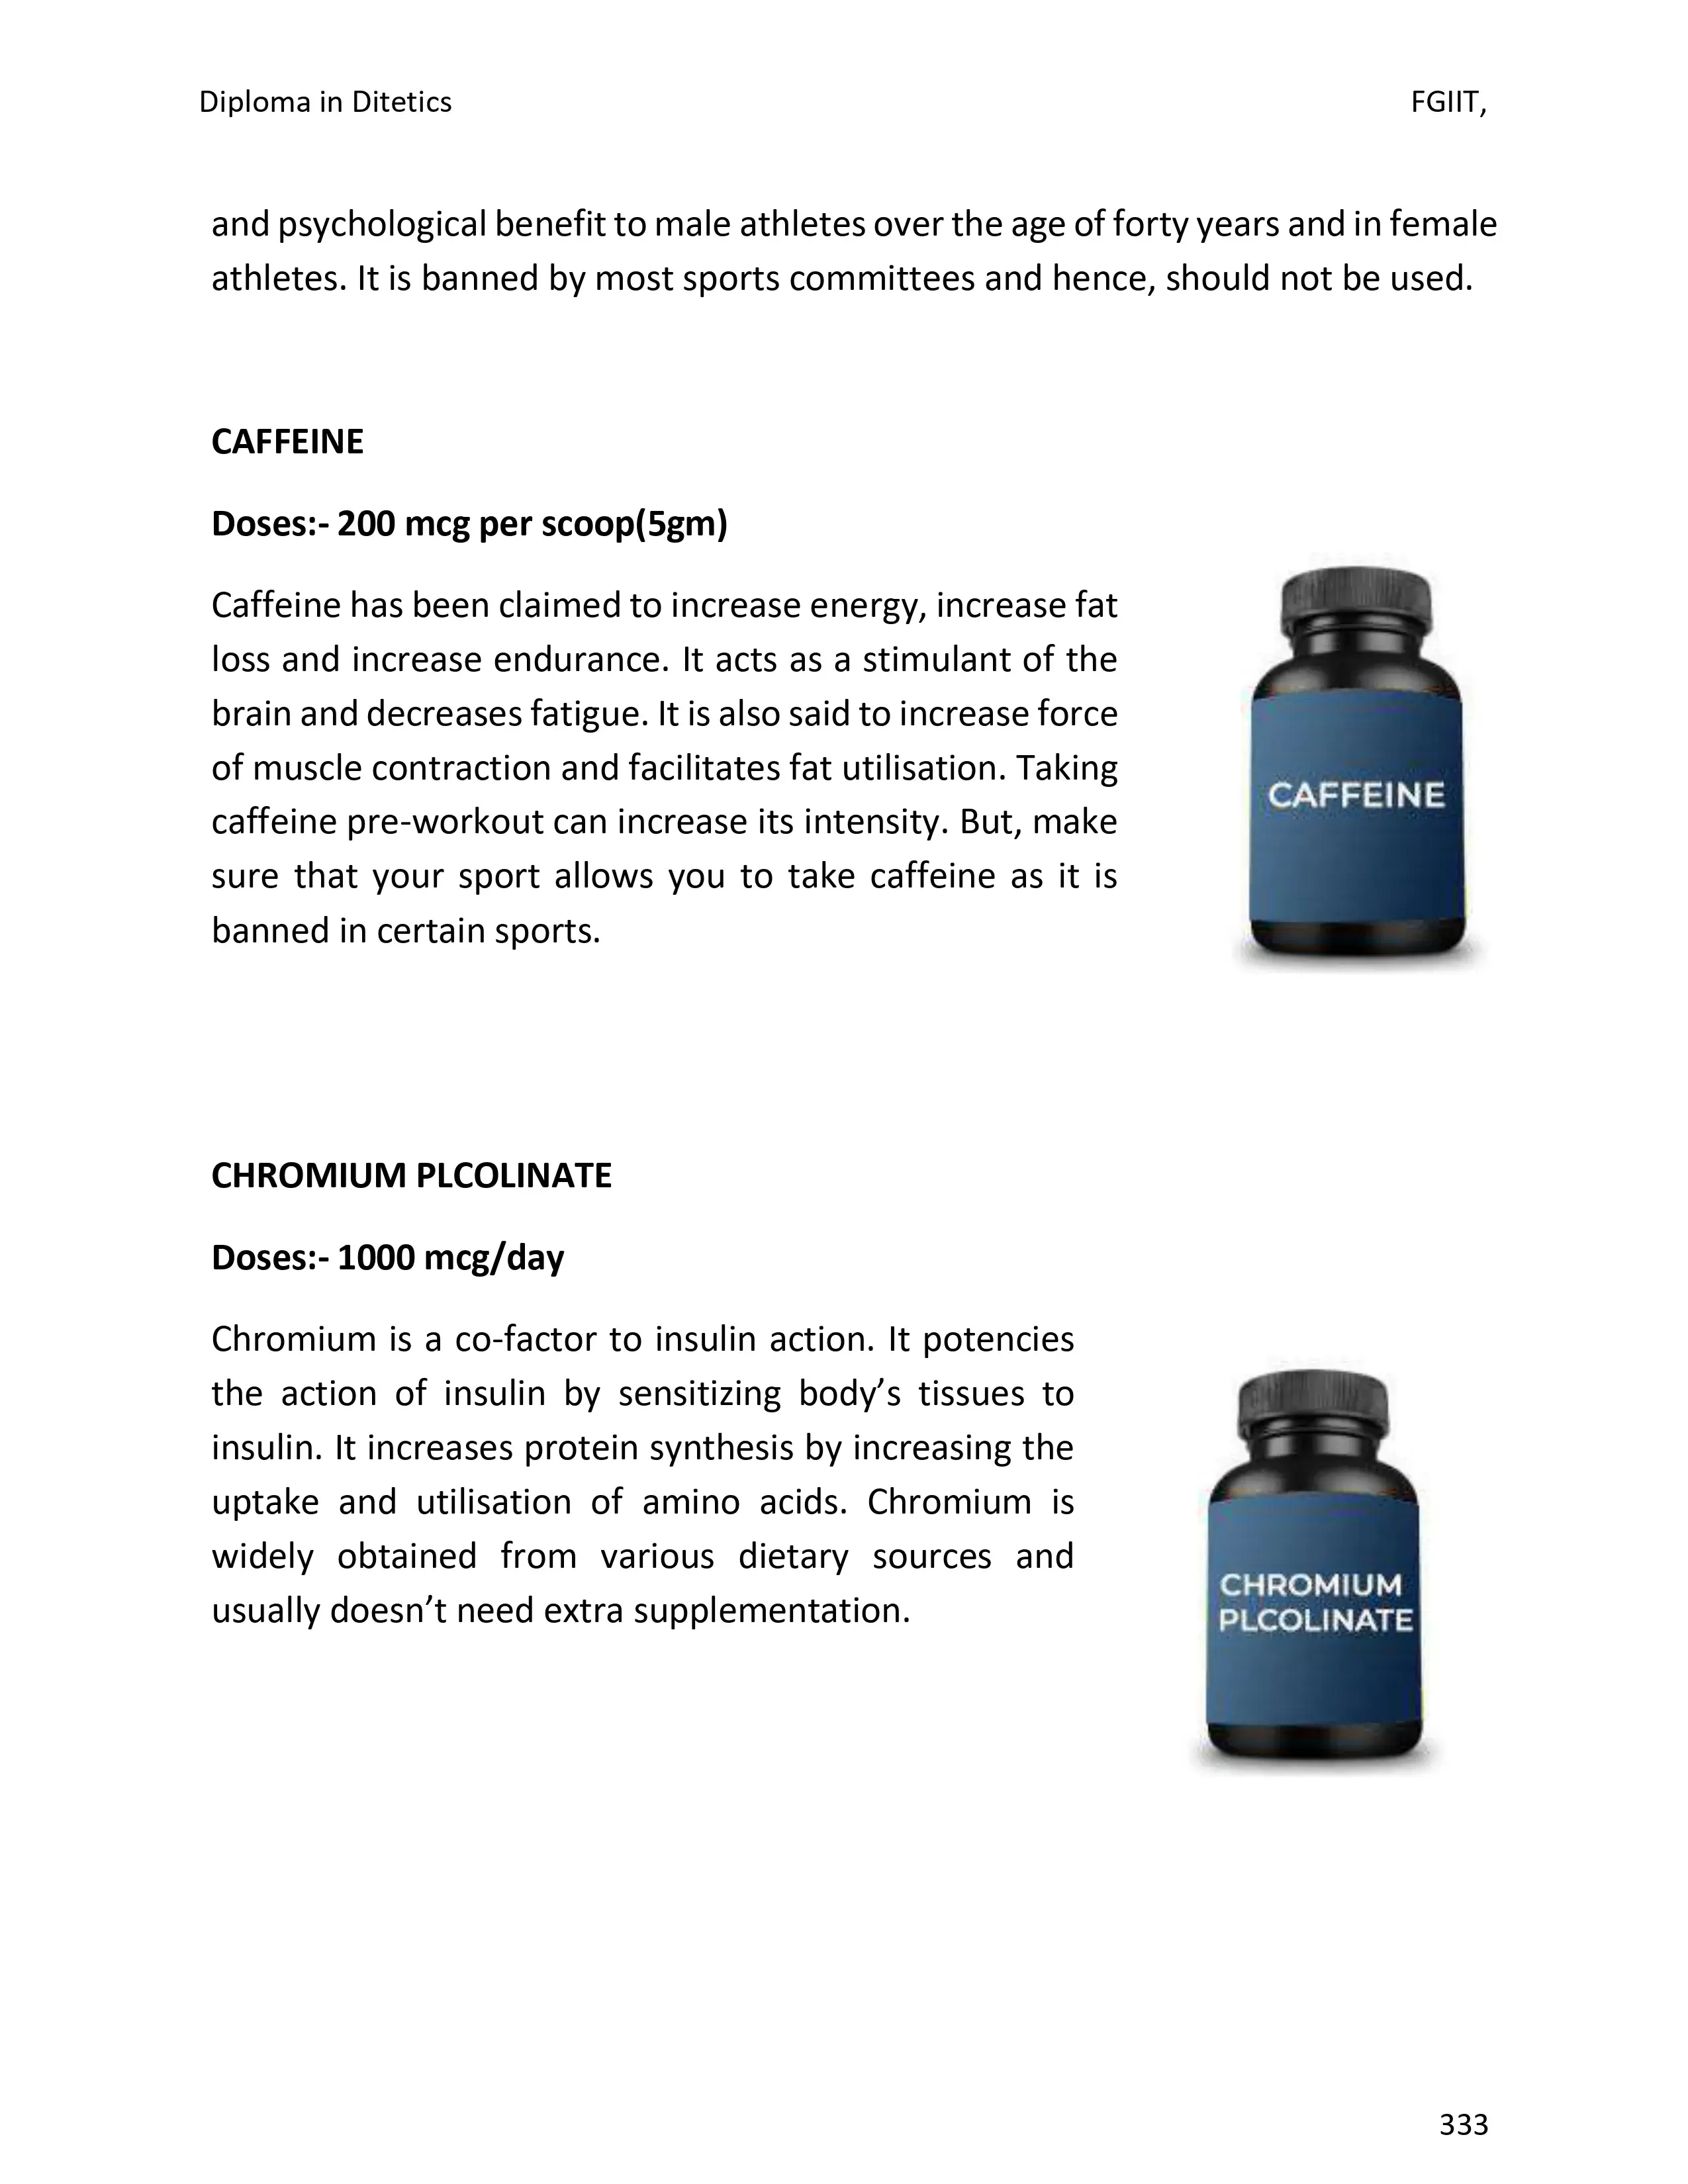 Diploma in Ditetics FGIIT,
and psychological benefit to male athletes over the age of forty years and in female
athletes. It is banned by most sports committees and hence, should not be used.
CAFFEINE
Doses:- 200 mcg per scoop(5gm)
Caffeine has been claimed to increase energy, increase fat
loss and increase endurance. It acts as a stimulant of the
brain and decreases fatigue. It is also said to increase force
of muscle contraction and facilitates fat utilisation. Taking
caffeine pre-workout can increase its intensity. But, make
sure that your sport allows you to take caffeine as it is
banned in certain sports.
CAFFEINE
CHROMIUM PLCOLINATE
Doses:- 1000 mcg/day
Chromium is a co-factor to insulin action. It potencies
the action of insulin by sensitizing body’s tissues to
insulin. It increases protein synthesis by increasing the
uptake and utilisation of amino acids. Chromium is
widely obtained from various dietary sources and
usually doesn’t need extra supplementation.
CHROMIUM
PLCOLINATE
333